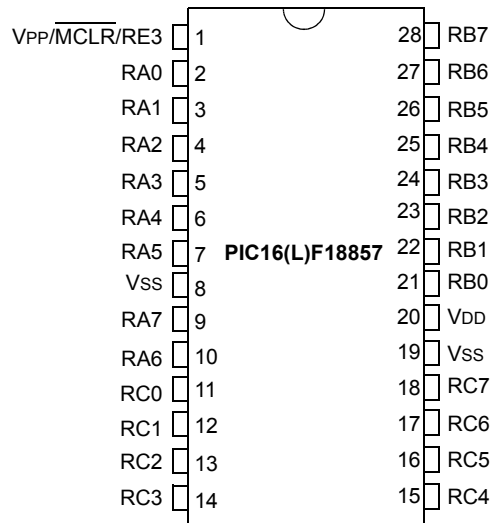 VPP/MCLR/RE3 1 28 RB7
RA0 2 27 RB6
RA1 3 26 RB5
RA2 4 25 RB4
RA3 5 24 RB3
RA4 6 23 RB2
RA5 7 PIC16(L)F18857 22 RB1
VSS 8 21 RB0
RA7 9 20 VDD
RA6 10 19 VSS
RC0 11 18 RC7
RC1 12 17 RC6
RC2 13 16 RC5
RC3 14 15 RC4